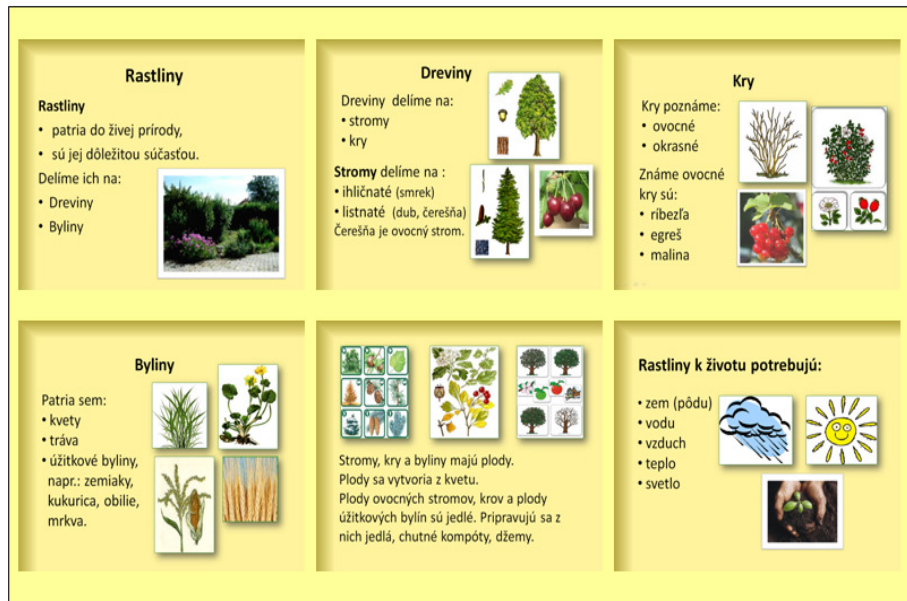 Rastliny
Rastliny
• patria do živej prírody,
• sú jej dôležitou súčasťou.
Delíme ich na:
• Dreviny
• Byliny
Dreviny
Dreviny delíme na:
• stromy
• kry
Stromy delíme na :
• ihličnaté (smrek)
• listnaté (dub, čerešňa)
Čerešňa je ovocný strom.
Kry
Kry poznáme:
• ovocné
• okrasné
Známe ovocné
kry sú:
• ríbezľa
• egreš
• malina
Byliny
Patria sem:
• kvety
• tráva
• úžitkové byliny,
napr.: zemiaky,
kukurica, obilie,
mrkva.
Stromy, kry a byliny majú plody.
Plody sa vytvoria z kvetu.
Plody ovocných stromov, krov a plody
úžitkových bylín sú jedlé. Pripravujú sa z
nich jedlá, chutné kompóty, džemy.
Rastliny k životu potrebujú:
• zem (pôdu)
• vodu
• vzduch
• teplo
• svetlo